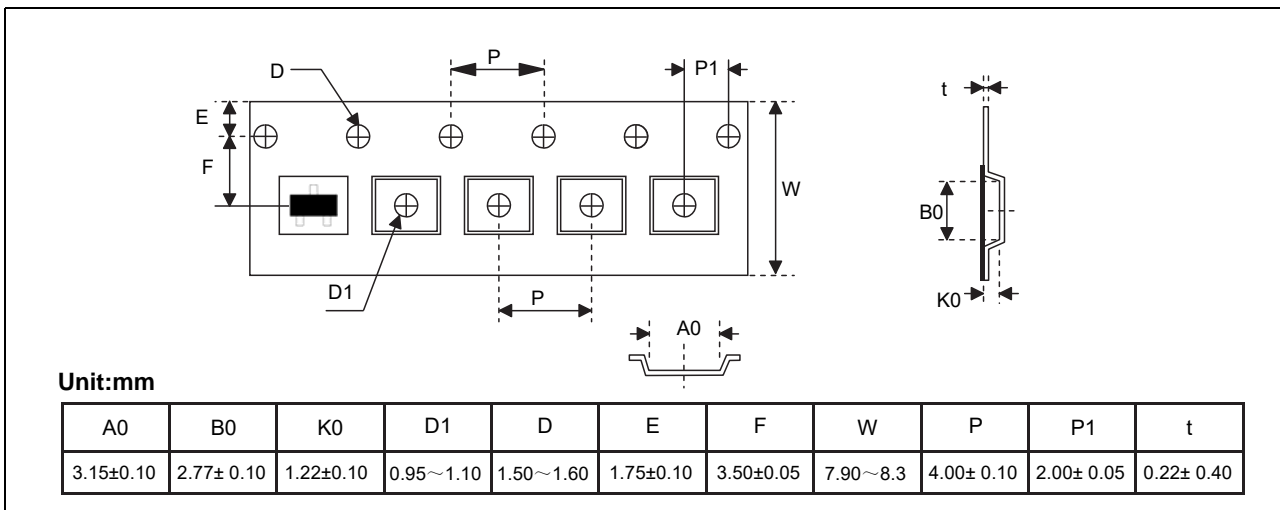 P
D
P1
t
E
F
W
B0
D1
P
K0
A0
Unit:mm
A0 B0 K0 D1 D E F W P P1 t
3.15±0.10 2.77± 0.10 1.22±0.10 0.95～1.10 1.50～1.60 1.75±0.10 3.50±0.05 7.90～8.3 4.00± 0.10 2.00± 0.05 0.22± 0.40